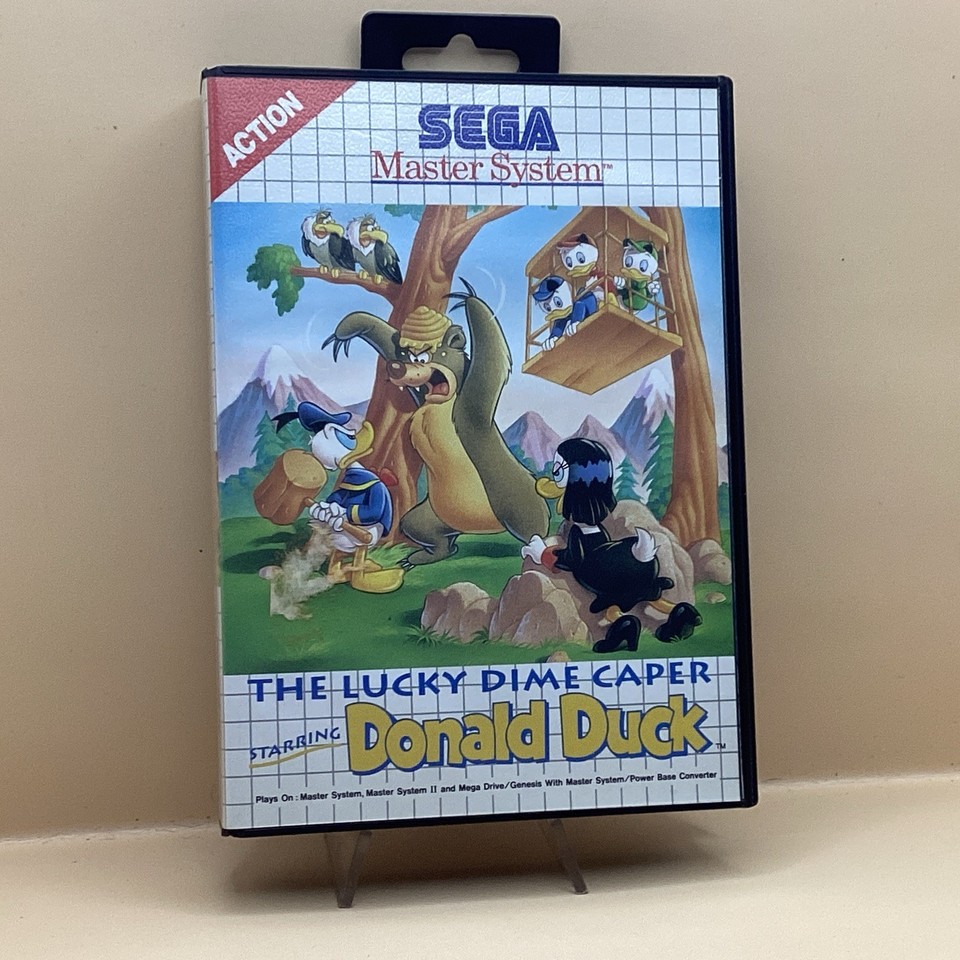 ACTION
SEGA
Master System™
THE LUCKY DIME CAPER
STARRING Donald Duck™
Plays On : Master System, Master System II and Mega Drive/Genesis With Master System/Power Base Converter